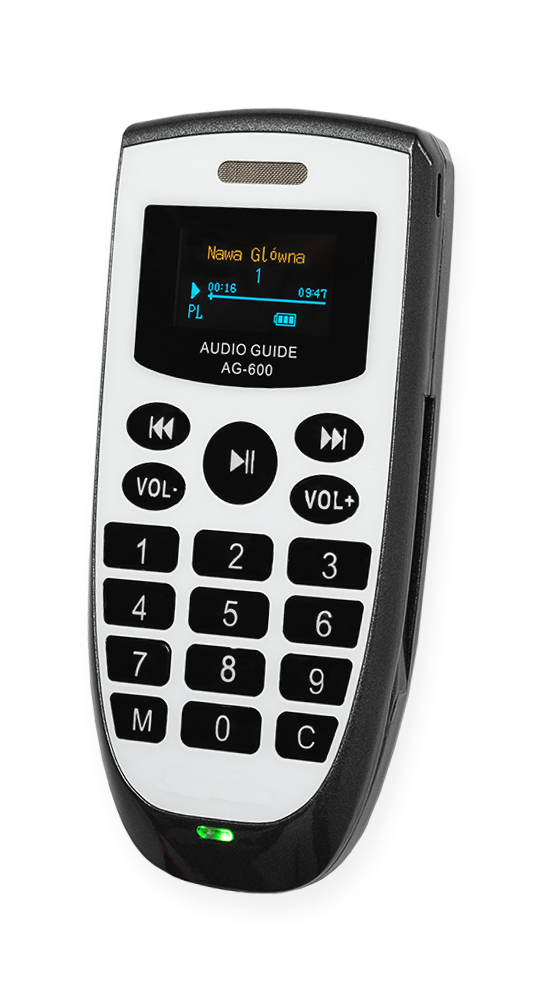 Nawa Główna
1
00:16 09:47
PL
AUDIO GUIDE
AG-600
VOL- VOL+
1 2 3
4 5 6
7 8 9
M 0 C